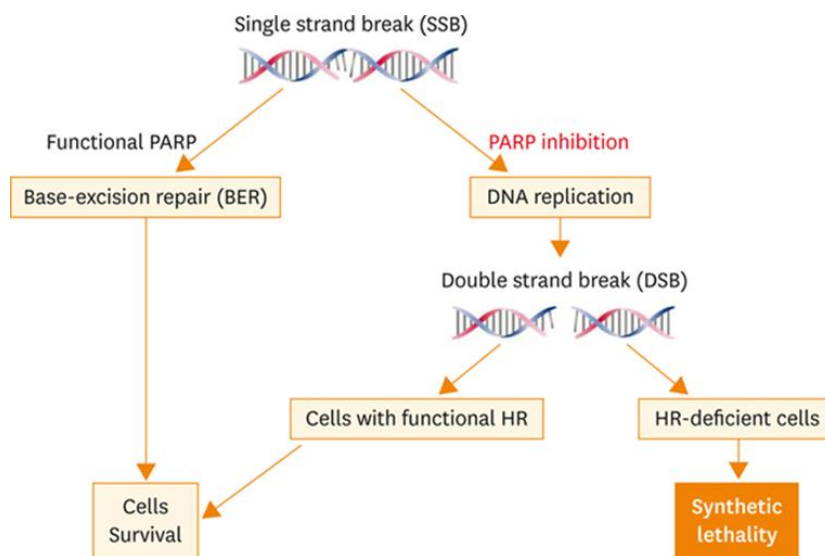 Single strand break (SSB)
Functional PARP
PARP inhibition
Base-excision repair (BER)
DNA replication
Double strand break (DSB)
Cells with functional HR
HR-deficient cells
Cells
Survival
Synthetic
lethality